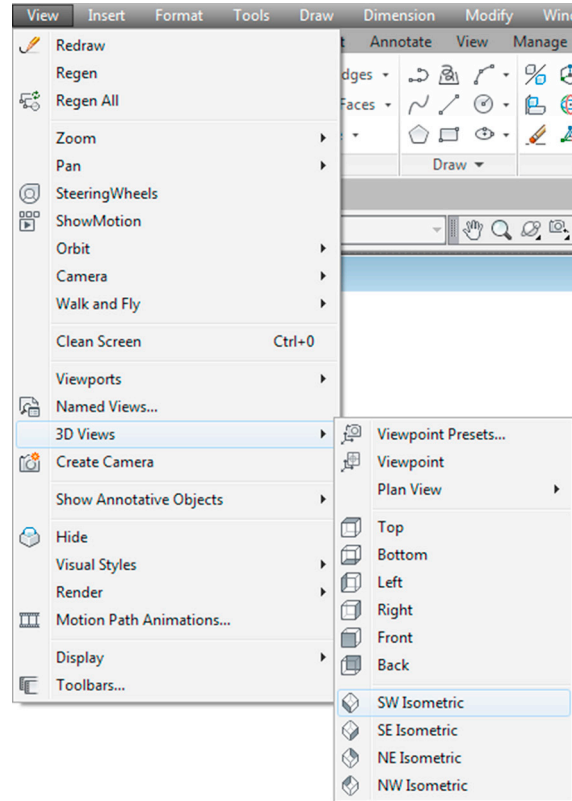 View Insert Format Tools Draw Dimension Modify
t Annotate View Manage
Redraw
Regen
dges
Regen All
Faces
Zoom
Pan
Draw
SteeringWheels
ShowMotion
Orbit
Camera
Walk and Fly
Clean Screen Ctrl+0
Viewports
Named Views...
3D Views
Create Camera
Show Annotative Objects
Hide
Visual Styles
Render
Motion Path Animations...
Display
Toolbars...
Viewpoint Presets...
Viewpoint
Plan View
Top
Bottom
Left
Right
Front
Back
SW Isometric
SE Isometric
NE Isometric
NW Isometric